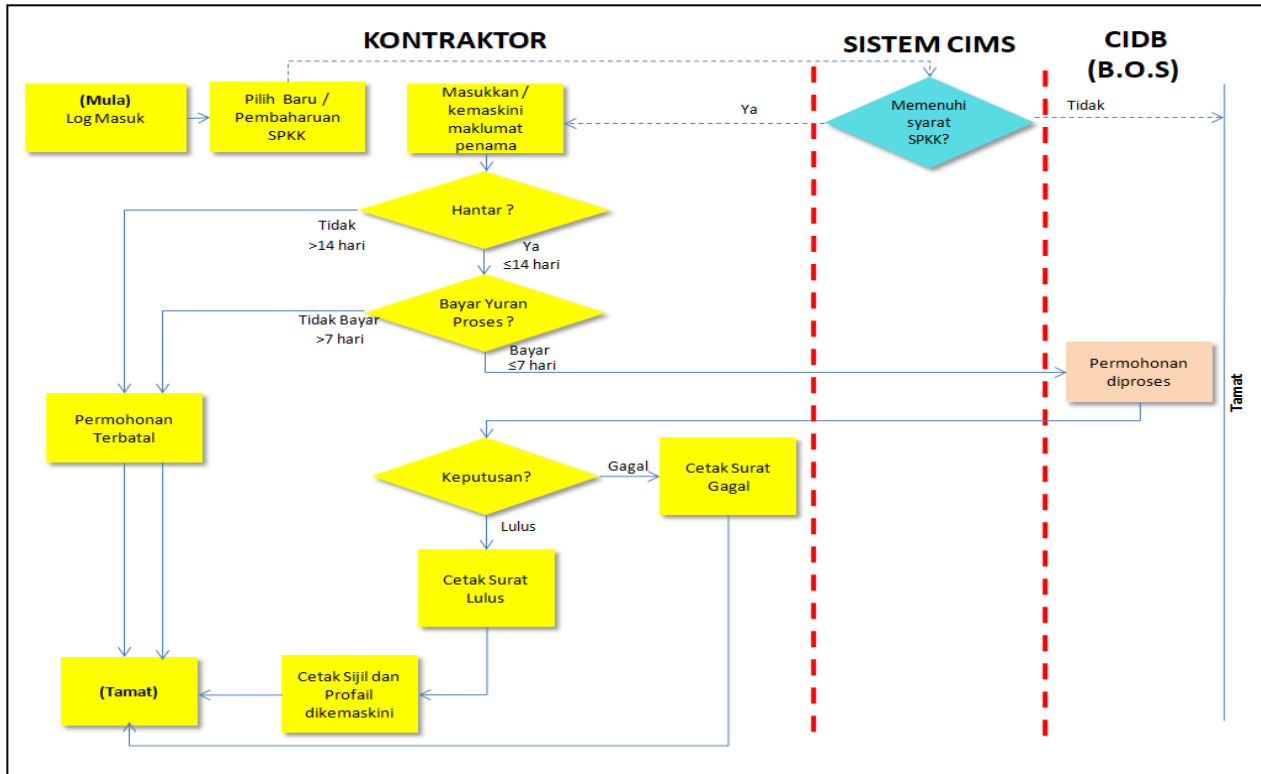 KONTRAKTOR
SISTEM CIMS
CIDB
(B.O.S)
(Mula)
Log Masuk
Pilih Baru /
Pembaharuan
SPKK
Masukkan /
kemaskini
maklumat
penama
Ya
Memenuhi
syarat
SPKK?
Tidak
Hantar ?
Tidak
>14 hari
Ya
≤14 hari
Bayar Yuran
Proses ?
Tidak Bayar
>7 hari
Bayar
≤7 hari
Permohonan
diproses
Tamat
Permohonan
Terbatal
Keputusan?
Gagal
Cetak Surat
Gagal
Lulus
Cetak Surat
Lulus
(Tamat)
Cetak Sijil dan
Profail
dikemaskini